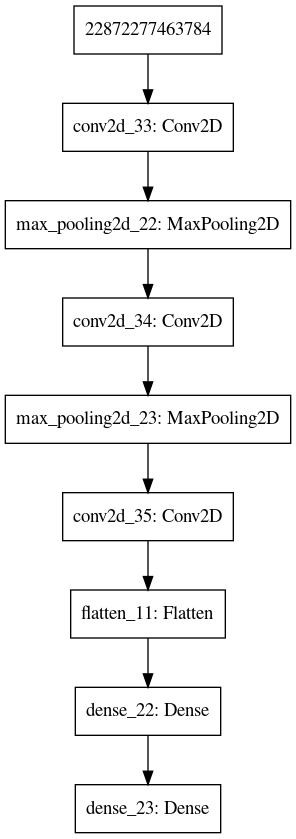 22872277463784
conv2d_33: Conv2D
max_pooling2d_22: MaxPooling2D
conv2d_34: Conv2D
max_pooling2d_23: MaxPooling2D
conv2d_35: Conv2D
flatten_11: Flatten
dense_22: Dense
dense_23: Dense